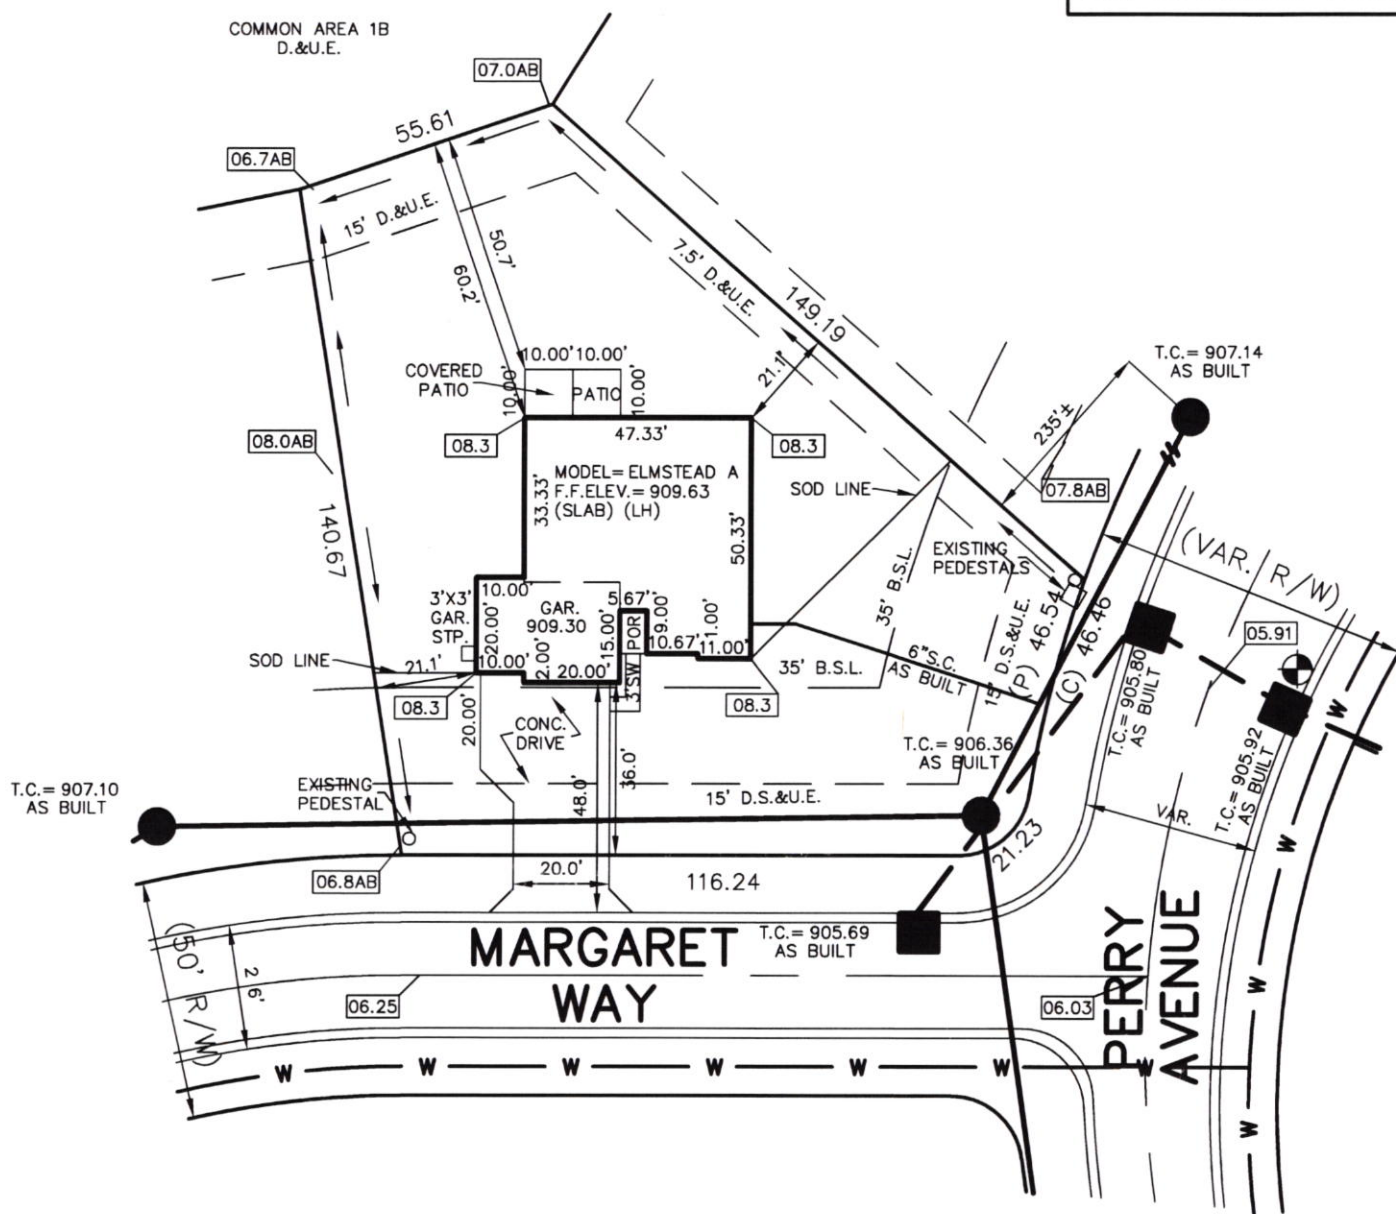 COMMON AREA 1B
D.&U.E.
07.0AB
55.61
06.7AB
15' D.&U.E.
50.7'
60.2'
7.5' D.&U.E.
149.19
21.1'
T.C.= 907.14
AS BUILT
235'±
10.00'
10.00'
COVERED
PATIO
10.00'
PATIO
10.00'
08.0AB
08.3
47.33'
08.3
07.8AB
MODEL= ELMSTEAD A
F.F.ELEV.= 909.63
(SLAB) (LH)
33.33'
50.33'
SOD LINE
140.67
EXISTING
PEDESTALS
(VAR. R/W)
35' B.S.L.
3'X3'
GAR.
STP.
10.00'
20.00'
GAR.
909.30
5.67'
15.00'
POR
9.00'
10.67'
11.00'
11.00'
15' D.S.&U.E.
(P) 46.54
(C) 46.46
05.91
SOD LINE
21.1'
10.00'
2.00'
20.00'
3'SW
35' B.S.L.
6"S.C.
AS BUILT
T.C.= 905.80
AS BUILT
W
08.3
20.00'
CONC.
DRIVE
08.3
T.C.= 906.36
AS BUILT
T.C.= 905.92
AS BUILT
T.C.= 907.10
AS BUILT
EXISTING
PEDESTAL
48.0'
36.0'
15' D.S.&U.E.
VAR.
21.23
W
06.8AB
20.0'
116.24
(50' R/W)
26'
MARGARET
WAY
T.C.= 905.69
AS BUILT
PERRY
AVENUE
W
06.25
06.03
W W W W W W W
W